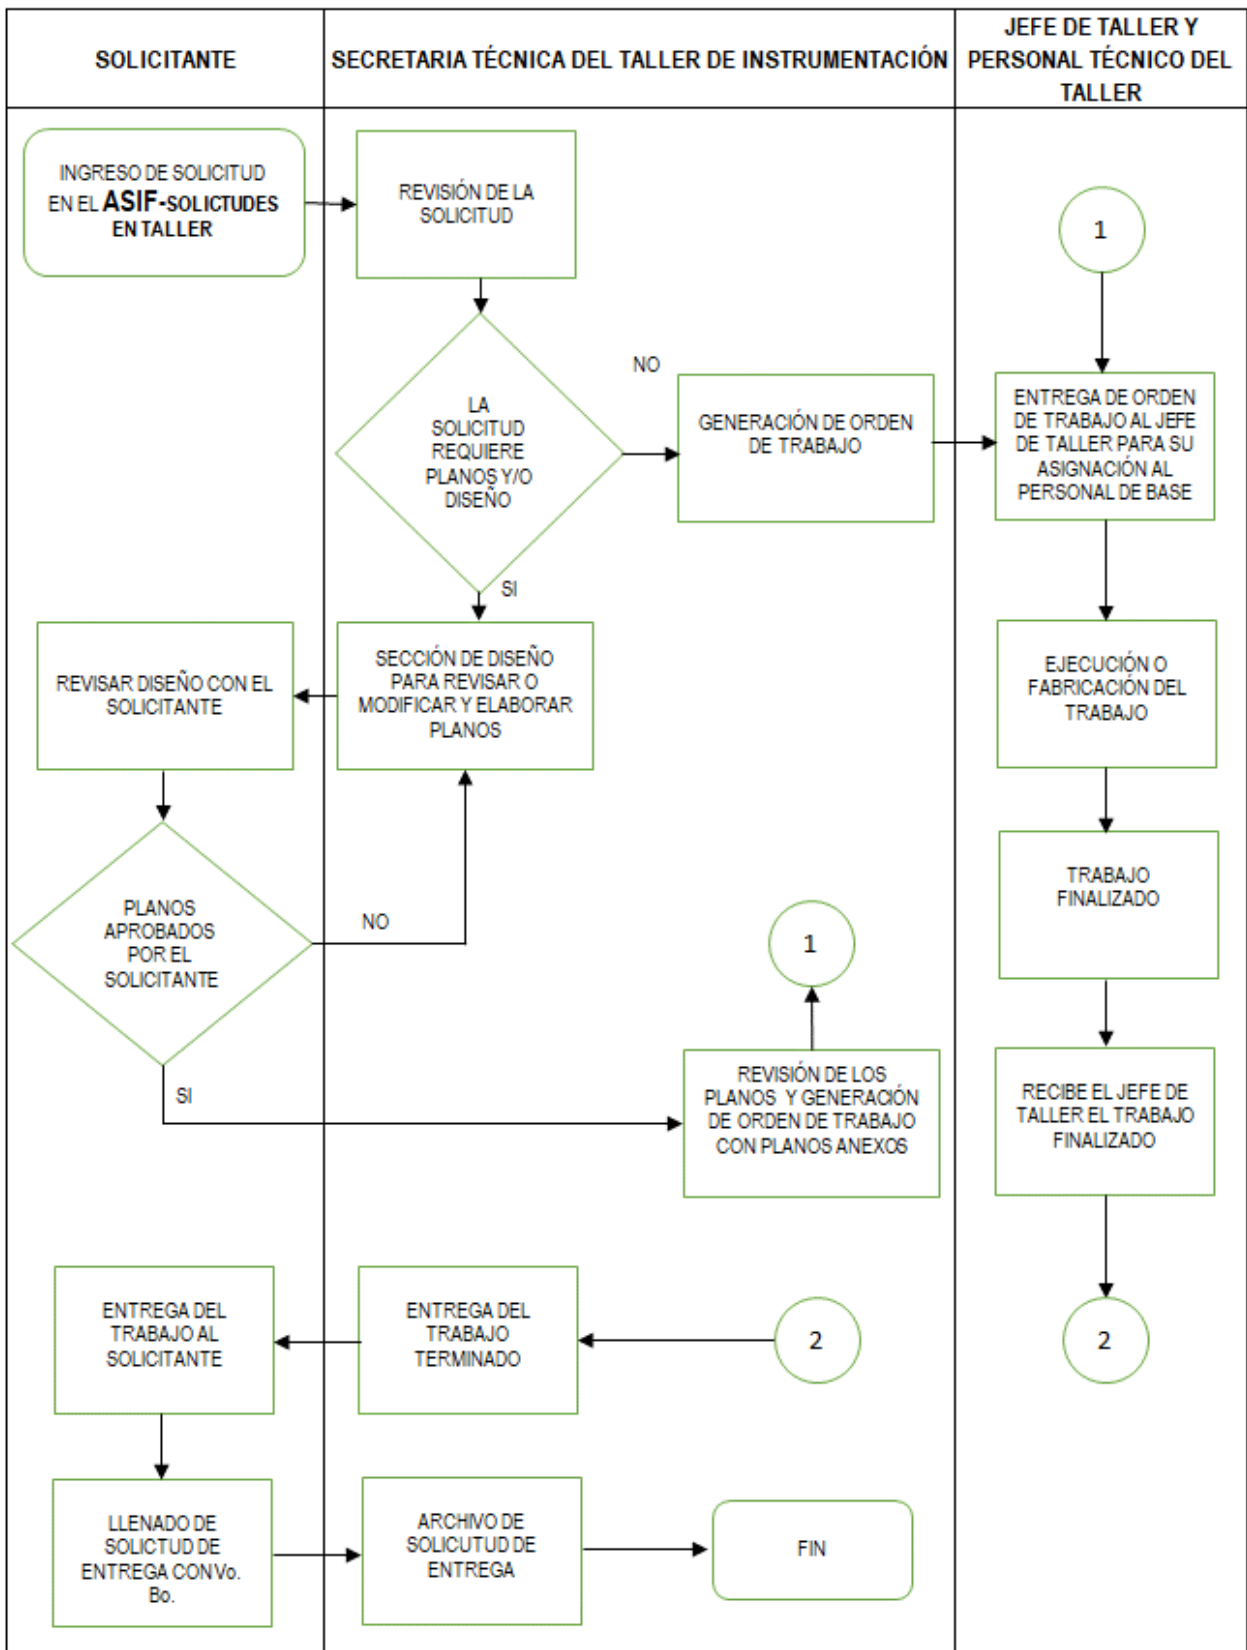 SOLICITANTE
SECRETARIA TÉCNICA DEL TALLER DE INSTRUMENTACIÓN
JEFE DE TALLER Y
PERSONAL TÉCNICO DEL
TALLER
INGRESO DE SOLICITUD
EN EL ASIF-SOLICTUDES
EN TALLER
REVISIÓN DE LA
SOLICITUD
1
LA
SOLICITUD
REQUIERE
PLANOS Y/O
DISEÑO
NO
GENERACIÓN DE ORDEN
DE TRABAJO
ENTREGA DE ORDEN
DE TRABAJO AL JEFE
DE TALLER PARA SU
ASIGNACIÓN AL
PERSONAL DE BASE
SI
REVISAR DISEÑO CON EL
SOLICITANTE
SECCIÓN DE DISEÑO
PARA REVISAR O
MODIFICAR Y ELABORAR
PLANOS
EJECUCIÓN O
FABRICACIÓN DEL
TRABAJO
PLANOS
APROBADOS
POR EL
SOLICITANTE
NO
1
TRABAJO
FINALIZADO
SI
REVISIÓN DE LOS
PLANOS Y GENERACIÓN
DE ORDEN DE TRABAJO
CON PLANOS ANEXOS
RECIBE EL JEFE DE
TALLER EL TRABAJO
FINALIZADO
ENTREGA DEL
TRABAJO AL
SOLICITANTE
ENTREGA DEL
TRABAJO
TERMINADO
2
2
LLENADO DE
SOLICTUD DE
ENTREGA CON Vo.
Bo.
ARCHIVO DE
SOLICUTUD DE
ENTREGA
FIN